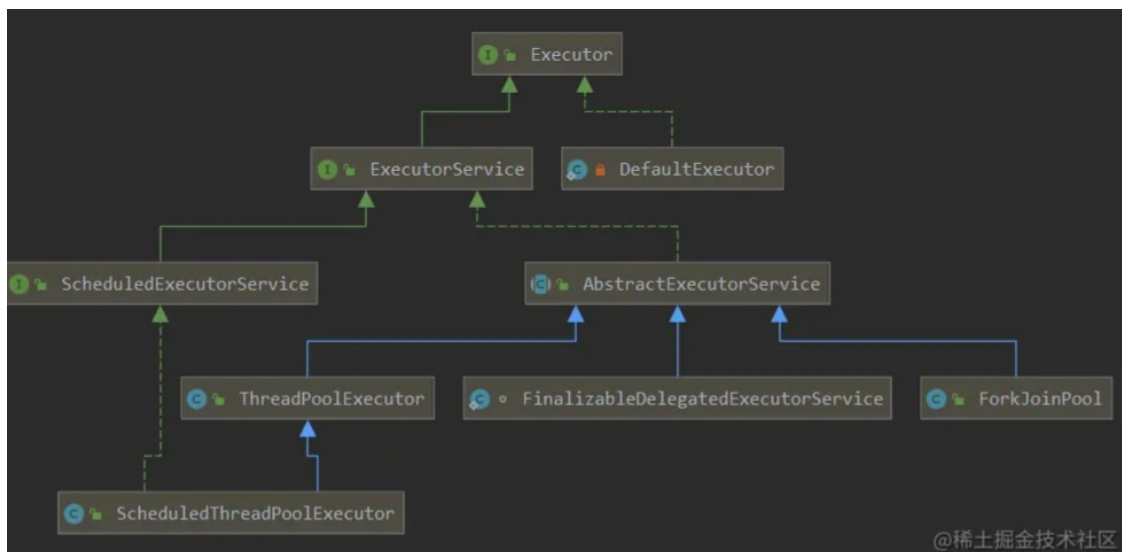 Executor
ExecutorService
DefaultExecutor
ScheduledExecutorService
AbstractExecutorService
ThreadPoolExecutor
FinalizableDelegatedExecutorService
ForkJoinPool
ScheduledThreadPoolExecutor
@稀土掘金技术社区